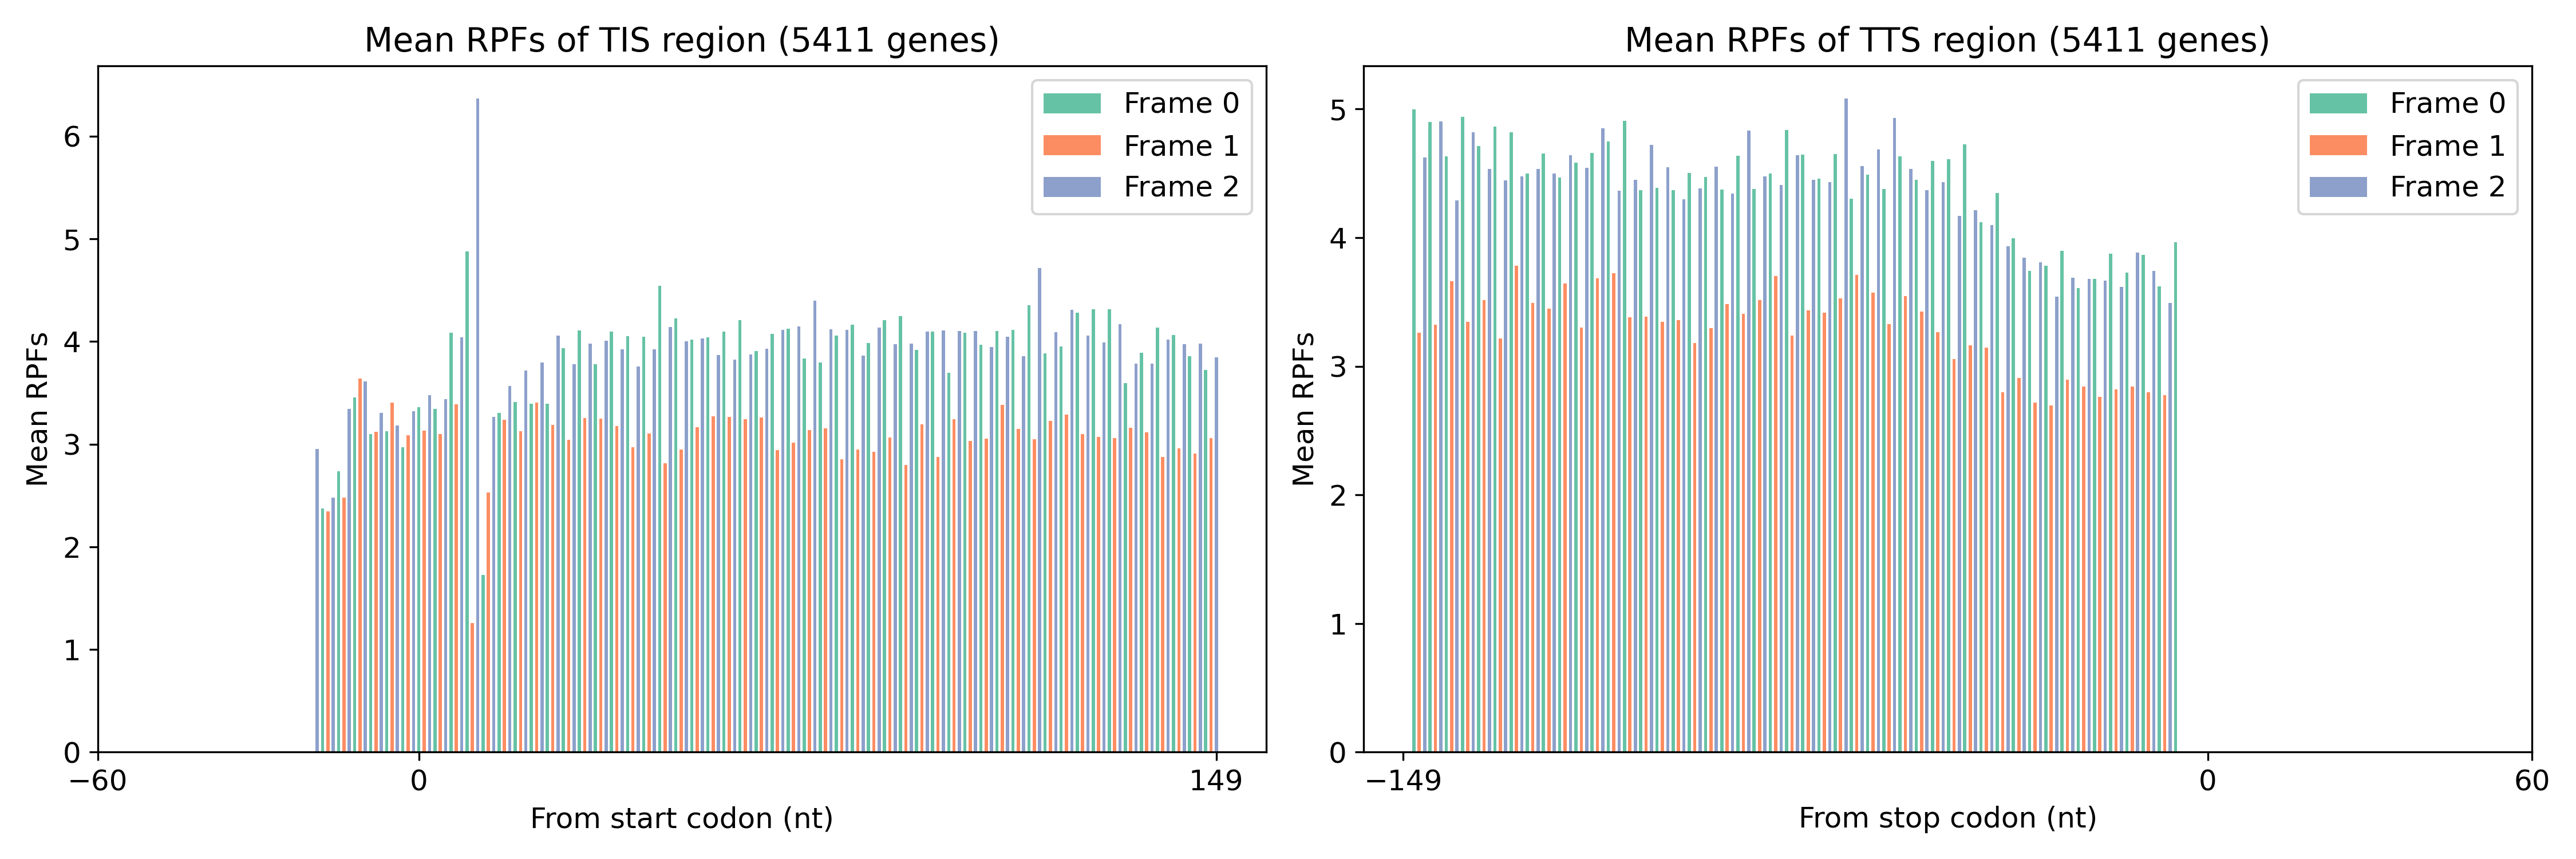 Mean RPFs of TIS region (5411 genes)
Frame 0
Frame 1
Frame 2
6
5
4
3
2
1
0
Mean RPFs
−60
0
149
From start codon (nt)
Mean RPFs of TTS region (5411 genes)
Frame 0
Frame 1
Frame 2
5
4
3
2
1
0
Mean RPFs
−149
0
60
From stop codon (nt)